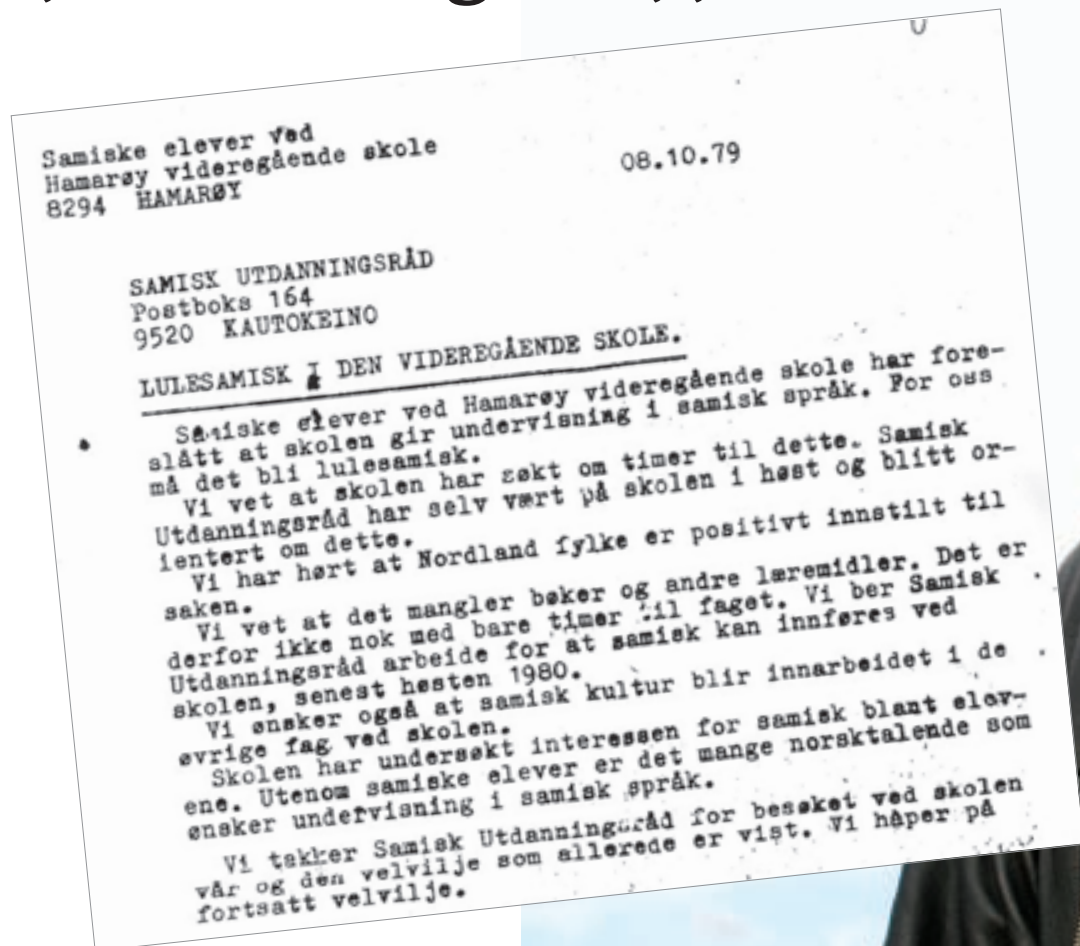 Samiske elever ved
Hamarøy videregående skole
8294 HAMARØY
08.10.79
SAMISK UTDANNINGSRÅD
Postboks 164
9520 KAUTOKEINO
LULESAMISK I DEN VIDEREGÅENDE SKOLE.
Samiske elever ved Hamarøy videregående skole har fore-
slått at skolen gir undervisning i samisk språk. For oss
må det bli lulesamisk.
Vi vet at skolen har søkt om timer til dette. Samisk
Utdanningsråd har selv vært på skolen i høst og blitt or-
ientert om dette.
Vi har hørt at Nordland fylke er positivt innstilt til
saken.
Vi vet at det mangler bøker og andre læremidler. Det er
derfor ikke nok med bare timer til faget. Vi ber Samisk
Utdanningsråd arbeide for at samisk kan innføres ved
skolen, senest høsten 1980.
Vi ønsker også at samisk kultur blir innarbeidet i de
øvrige fag ved skolen.
Skolen har undersøkt interessen for samisk blant elev-
ene. Utenom samiske elever er det mange norsktalende som
ønsker undervisning i samisk språk.
Vi takker Samisk Utdanningsråd for besøket ved skolen
vår og den velvilje som allerede er vist. Vi håper på
fortsatt velvilje.